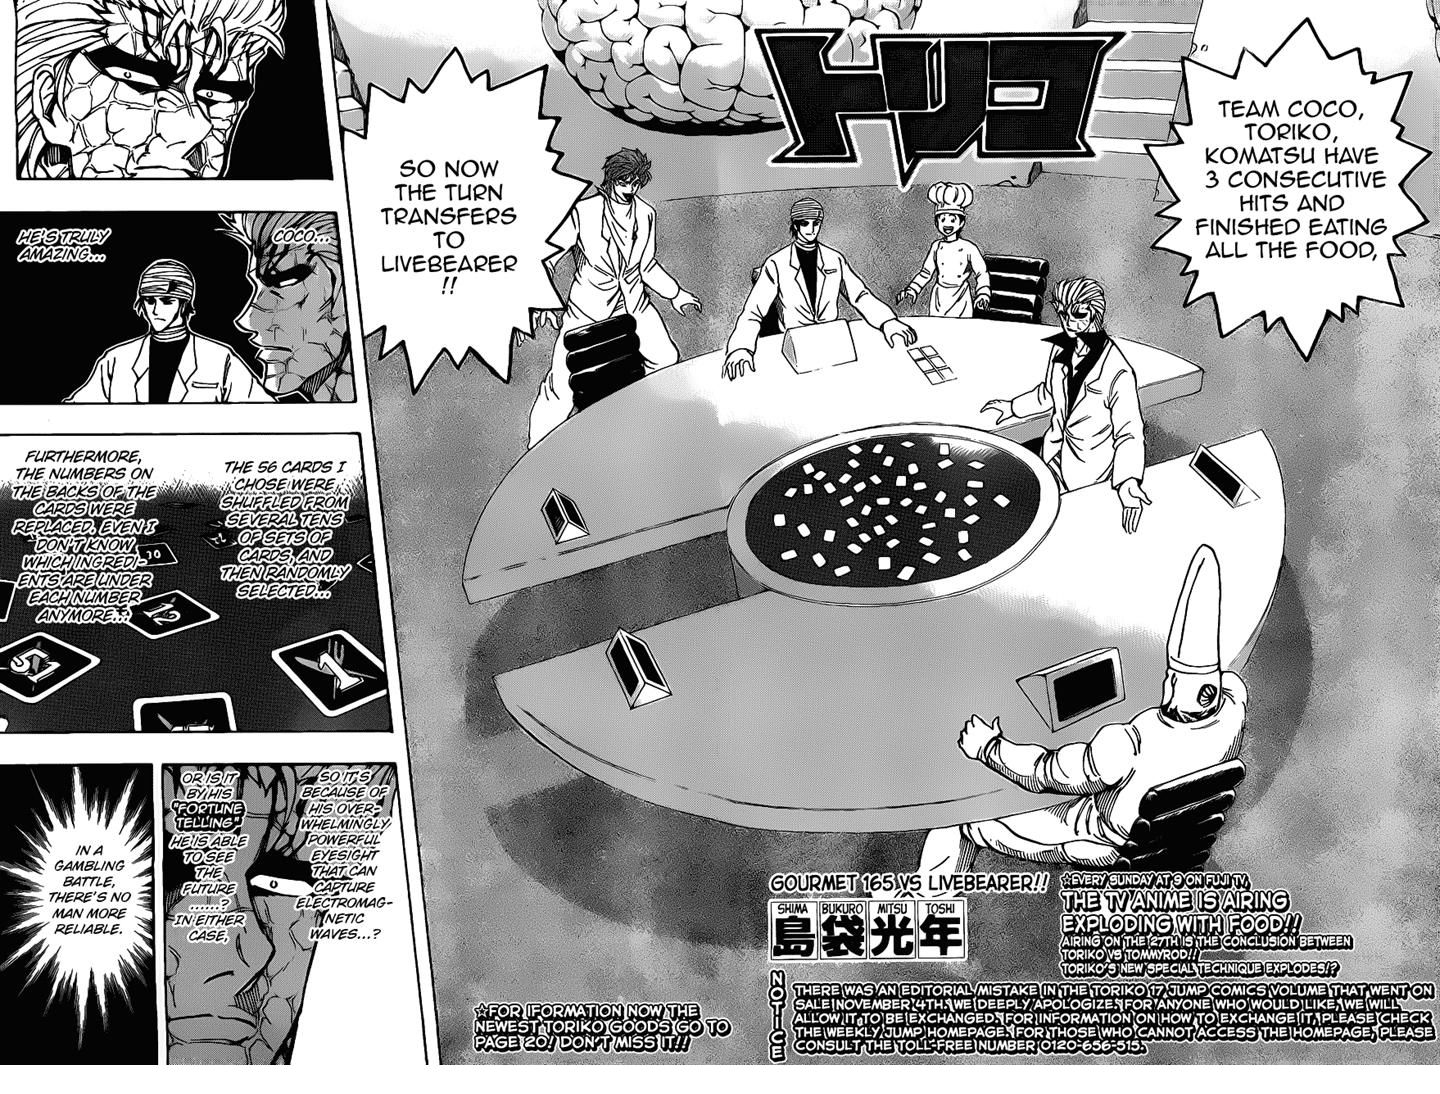 トリコ
TEAM COCO,
TORIKO,
KOMATSU HAVE
3 CONSECUTIVE
HITS AND
FINISHED EATING
ALL THE FOOD,
SO NOW
THE TURN
TRANSFERS
TO
LIVEBEARER
!!
GOURMET 165 VS LIVEBEARER!!
SHIMA BUKURO MITSU TOSHI
島袋光年
☆EVERY SUNDAY AT 9 ON FUJI TV,
THE TV ANIME IS AIRING
EXPLODING WITH FOOD!!
AIRING ON THE 27TH IS THE CONCLUSION BETWEEN
TORIKO VS TOMMYROD!!
TORIKO'S NEW SPECIAL TECHNIQUE EXPLODES!?
NOTICE
THERE WAS AN EDITORIAL MISTAKE IN THE TORIKO 17 JUMP COMICS VOLUME THAT WENT ON
SALE NOVEMBER 4TH. WE DEEPLY APOLOGIZE. FOR ANYONE WHO WOULD LIKE, WE WILL
ALLOW IT TO BE EXCHANGED. FOR INFORMATION ON HOW TO EXCHANGE IT, PLEASE CHECK
THE WEEKLY JUMP HOMEPAGE. FOR THOSE WHO CANNOT ACCESS THE HOMEPAGE, PLEASE
CONSULT THE TOLL-FREE NUMBER 0120-656-515.
☆FOR IFORMATION NOW THE
NEWEST TORIKO GOODS GO TO
PAGE 20! DON'T MISS IT!!
COCO...
HE'S TRULY
AMAZING...
THE 56 CARDS I
CHOSE WERE
SHUFFLED FROM
SEVERAL TENS
OF SETS OF
CARDS, AND
THEN RANDOMLY
SELECTED...
FURTHERMORE,
THE NUMBERS ON
THE BACKS OF THE
CARDS WERE
REPLACED. EVEN I
DON'T KNOW
WHICH INGREDI-
ENTS ARE UNDER
EACH NUMBER
ANYMORE...
30
12
51
1
SO IT'S
BECAUSE OF
HIS OVER-
WHELMINGLY
POWERFUL
EYESIGHT
THAT CAN
CAPTURE
ELECTROMAG-
NETIC
WAVES...?
OR IS IT
BY HIS
"FORTUNE
TELLING"
HE IS ABLE
TO SEE
THE
FUTURE
......?
IN EITHER
CASE,
IN A
GAMBLING
BATTLE,
THERE'S NO
MAN MORE
RELIABLE.